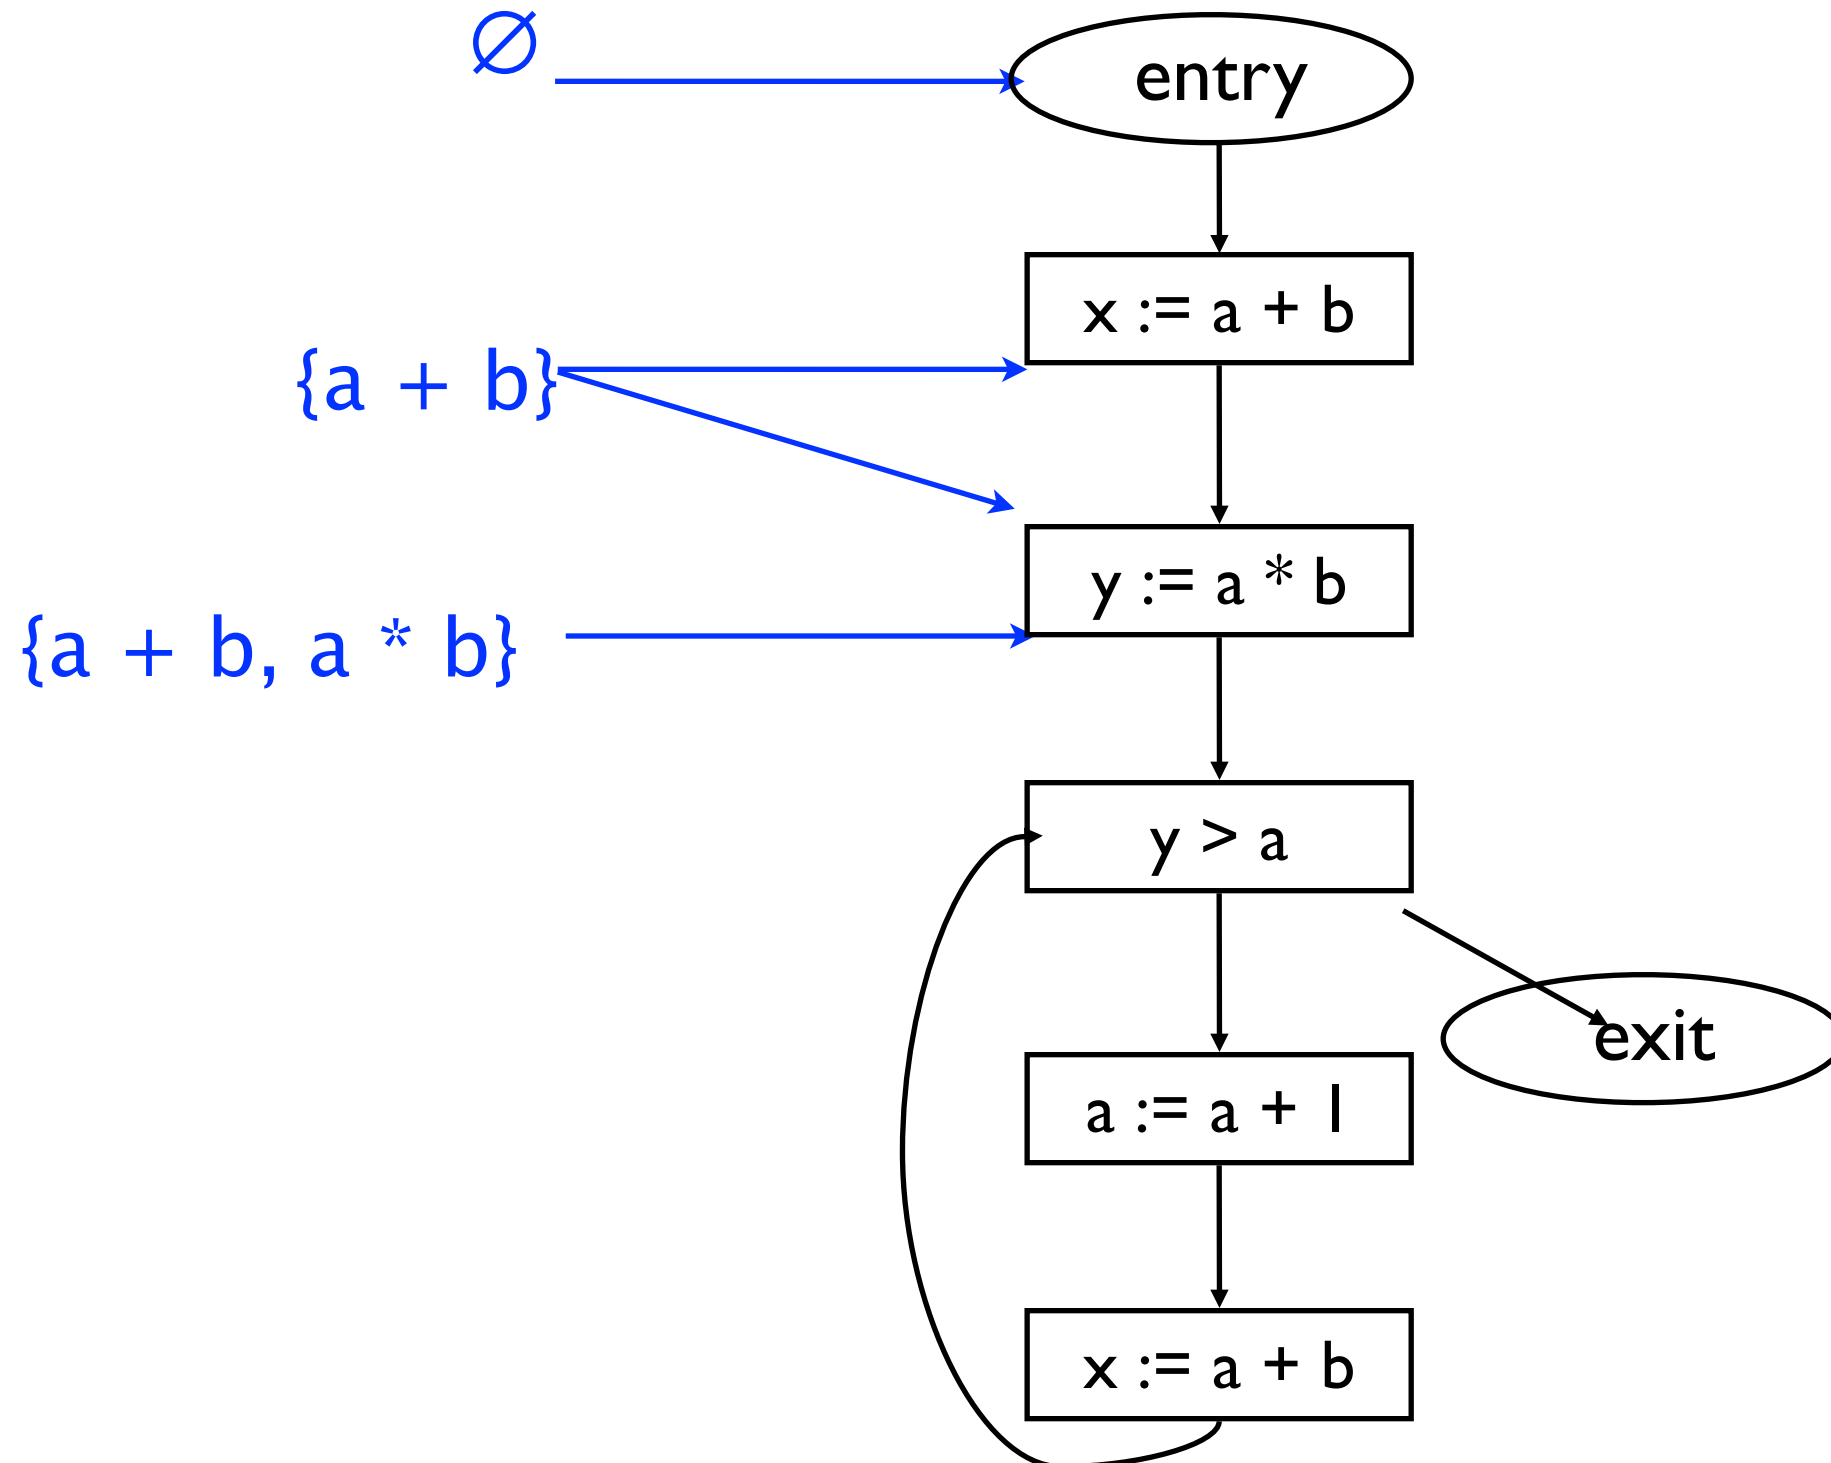 ∅
entry
x := a + b
{a + b}
y := a * b
{a + b, a * b}
y > a
exit
a := a + 1
x := a + b